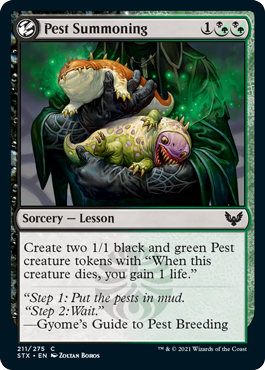 Pest Summoning 1
Sorcery — Lesson
Create two 1/1 black and green Pest
creature tokens with “When this
creature dies, you gain 1 life.”
“Step 1: Put the pests in mud.
“Step 2:Wait.”
—Gyome's Guide to Pest Breeding
211/275 C
STX • EN Zoltan Boros
™ & © 2021 Wizards of the Coast